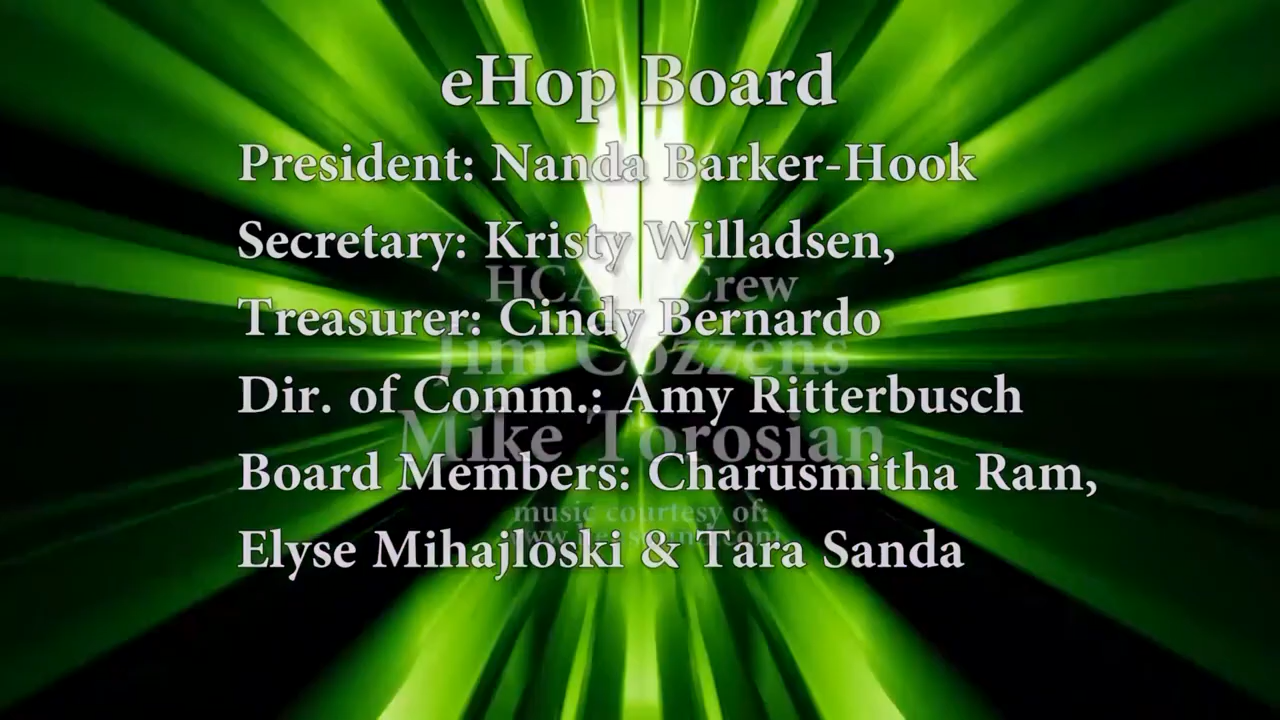 eHop Board
President: Nanda Barker-Hook
Secretary: Kristy Willadsen,
HCA Crew
Treasurer: Cindy Bernardo
Jim Cozzens
Dir. of Comm.: Amy Ritterbusch
Mike Torosian
Board Members: Charusmitha Ram,
music courtesy of:
Elyse Mihajloski & Tara Sanda